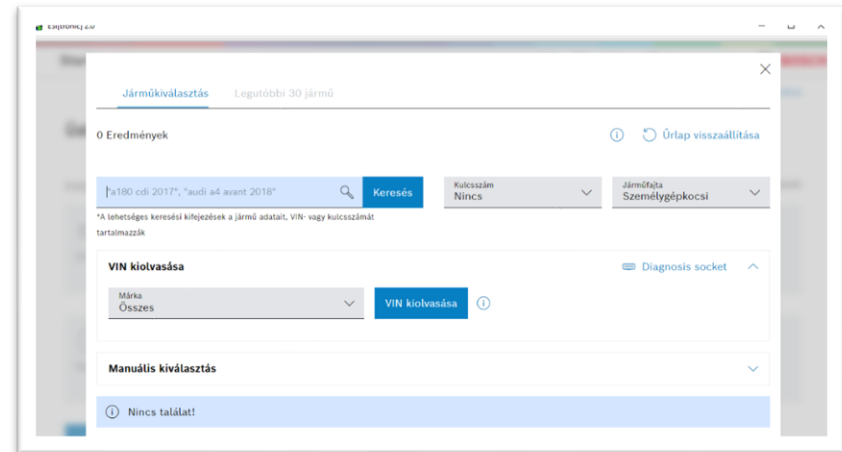 Járműkiválasztás Legutóbbi 30 jármű
0 Eredmények
Űrlap visszaállítása
"a180 cdi 2017", "audi a4 avant 2018"
Keresés
Kulcsszám
Nincs
Járműfajta
Személygépkocsi
*A lehetséges keresési kifejezések a jármű adatait, VIN- vagy kulcsszámát
tartalmazzák
VIN kiolvasása
Diagnosis socket
Márka
Összes
VIN kiolvasása
Manuális kiválasztás
Nincs találat!